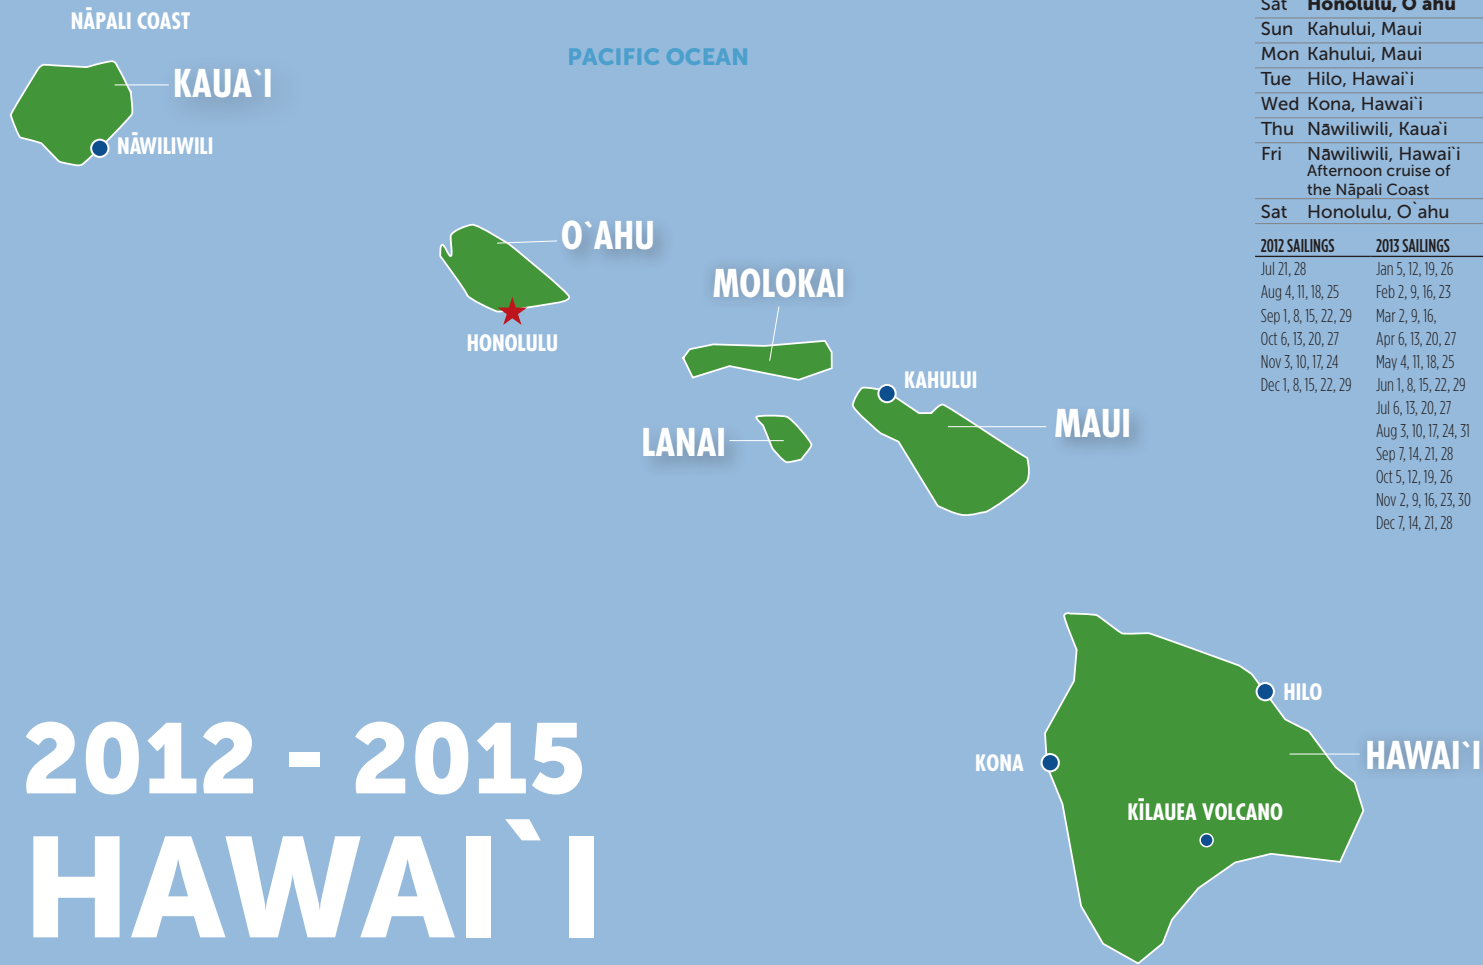 NĀPALI COAST
PACIFIC OCEAN
KAUA`I
NĀWILIWILI
O`AHU
HONOLULU
MOLOKAI
LANAI
KAHULUI
MAUI
HILO
KONA
HAWAI`I
KĪLAUEA VOLCANO
2012 - 2015
HAWAI`I
Sat Honolulu, O`ahu
Sun Kahului, Maui
Mon Kahului, Maui
Tue Hilo, Hawai`i
Wed Kona, Hawai`i
Thu Nāwiliwili, Kaua`i
Fri Nāwiliwili, Hawai`i
Afternoon cruise of
the Nāpali Coast
Sat Honolulu, O`ahu
2012 SAILINGS
Jul 21, 28
Aug 4, 11, 18, 25
Sep 1, 8, 15, 22, 29
Oct 6, 13, 20, 27
Nov 3, 10, 17, 24
Dec 1, 8, 15, 22, 29
2013 SAILINGS
Jan 5, 12, 19, 26
Feb 2, 9, 16, 23
Mar 2, 9, 16,
Apr 6, 13, 20, 27
May 4, 11, 18, 25
Jun 1, 8, 15, 22, 29
Jul 6, 13, 20, 27
Aug 3, 10, 17, 24, 31
Sep 7, 14, 21, 28
Oct 5, 12, 19, 26
Nov 2, 9, 16, 23, 30
Dec 7, 14, 21, 28